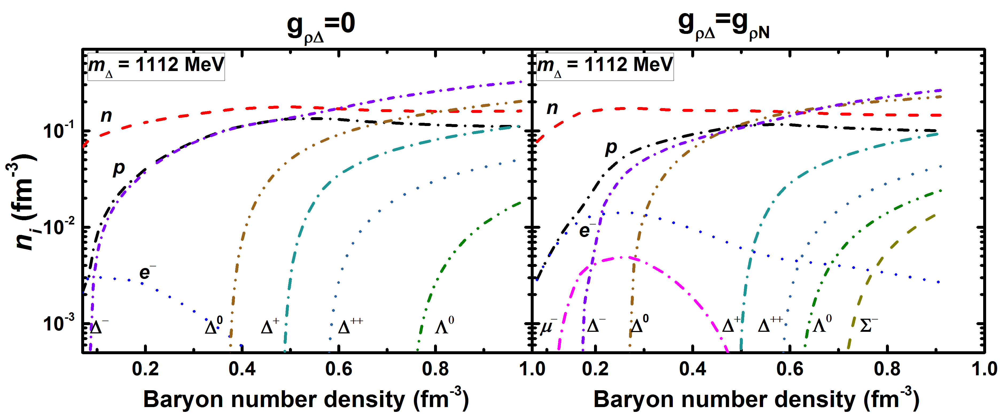 gρΔ=0
gρΔ=gρN
mΔ = 1112 MeV
mΔ = 1112 MeV
n
n
p
p
e⁻
e⁻
Δ⁻
Δ⁰
Δ⁺
Δ⁺⁺
Λ⁰
μ⁻
Δ⁻
Δ⁰
Δ⁺
Δ⁺⁺
Λ⁰
Σ⁻
10⁻¹
10⁻²
10⁻³
nᵢ (fm⁻³)
0.2 0.4 0.6 0.8 1.0 0.2 0.4 0.6 0.8 1.0
Baryon number density (fm⁻³)
Baryon number density (fm⁻³)